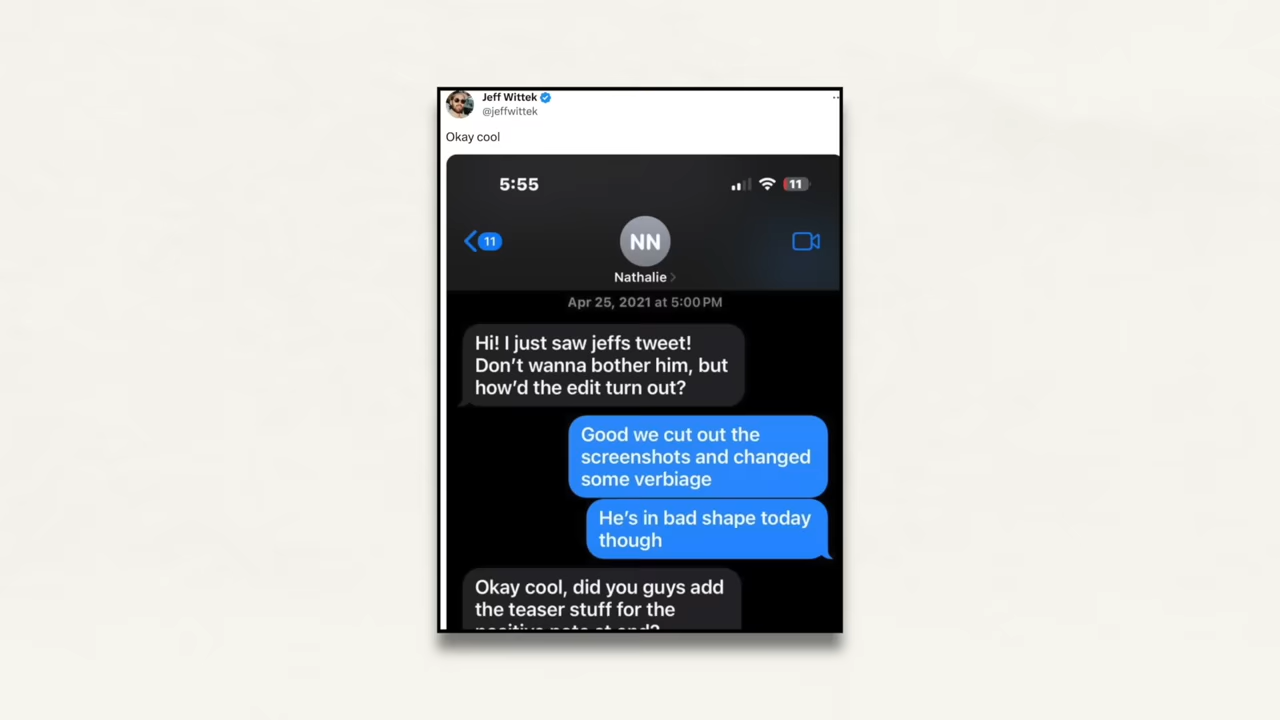 Jeff Wittek
@jeffwittek
Okay cool
5:55
11
11
NN
Nathalie
Apr 25, 2021 at 5:00 PM
Hi! I just saw jeffs tweet!
Don't wanna bother him, but
how'd the edit turn out?
Good we cut out the
screenshots and changed
some verbiage
He's in bad shape today
though
Okay cool, did you guys add
the teaser stuff for the